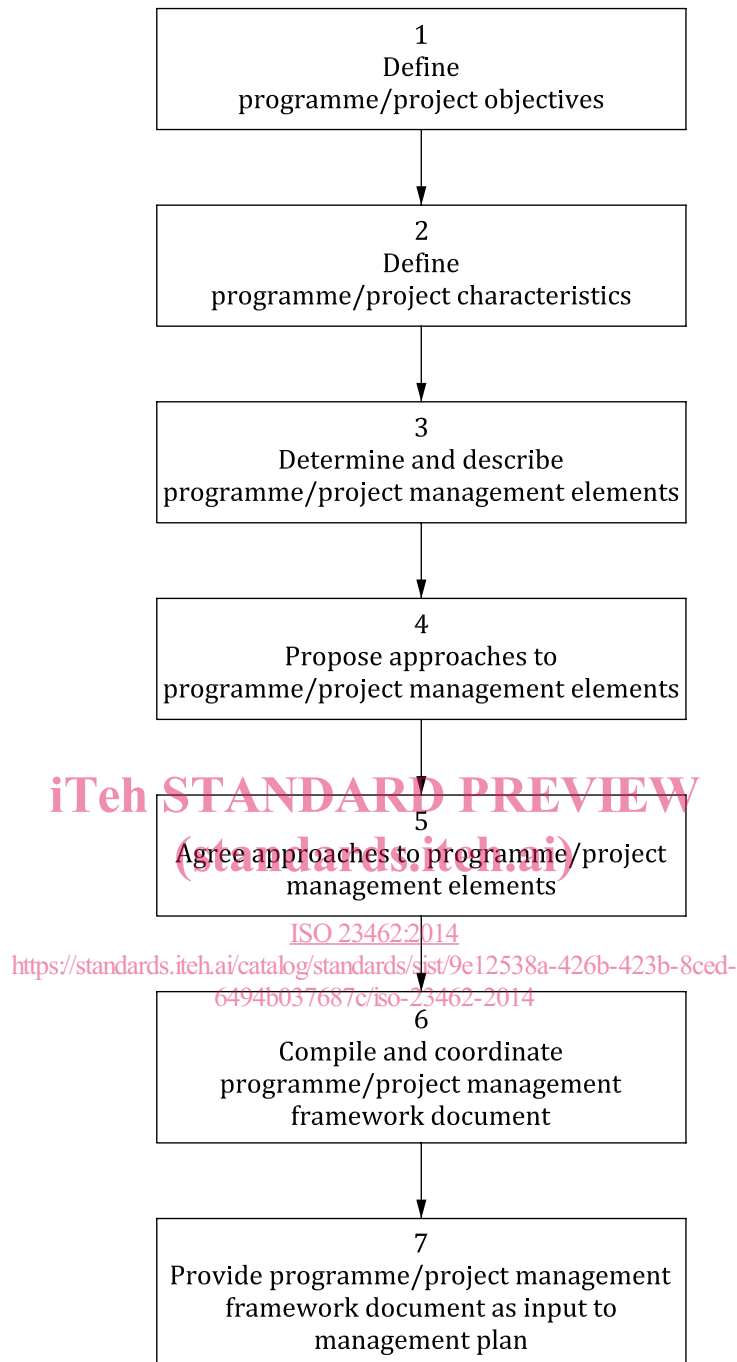 1
Define
programme/project objectives
2
Define
programme/project characteristics
3
Determine and describe
programme/project management elements
4
Propose approaches to
programme/project management elements
iTeh STANDARD PREVIEW
5
(standards.iteh.ai)
Agree approaches to programme/project
management elements
ISO 23462:2014
https://standards.iteh.ai/catalog/standards/sist/9e12538a-426b-423b-8ced-
6494b037687c/iso-23462-2014
6
Compile and coordinate
programme/project management
framework document
7
Provide programme/project management
framework document as input to
management plan